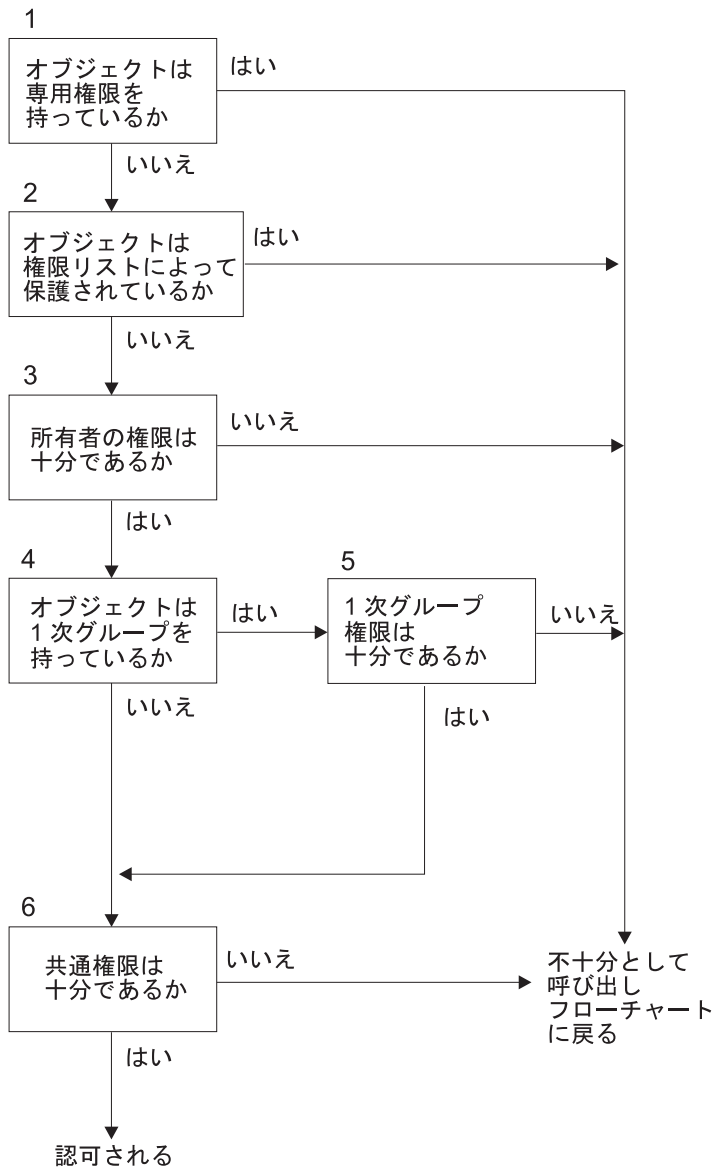 1
オブジェクトは
専用権限を
持っているか
はい
いいえ
2
オブジェクトは
権限リストによって
保護されているか
はい
いいえ
3
所有者の権限は
十分であるか
いいえ
はい
4
オブジェクトは
1次グループを
持っているか
はい
いいえ
5
1次グループ
権限は
十分であるか
いいえ
はい
6
共通権限は
十分であるか
いいえ
はい
不十分として
呼び出し
フローチャート
に戻る
認可される